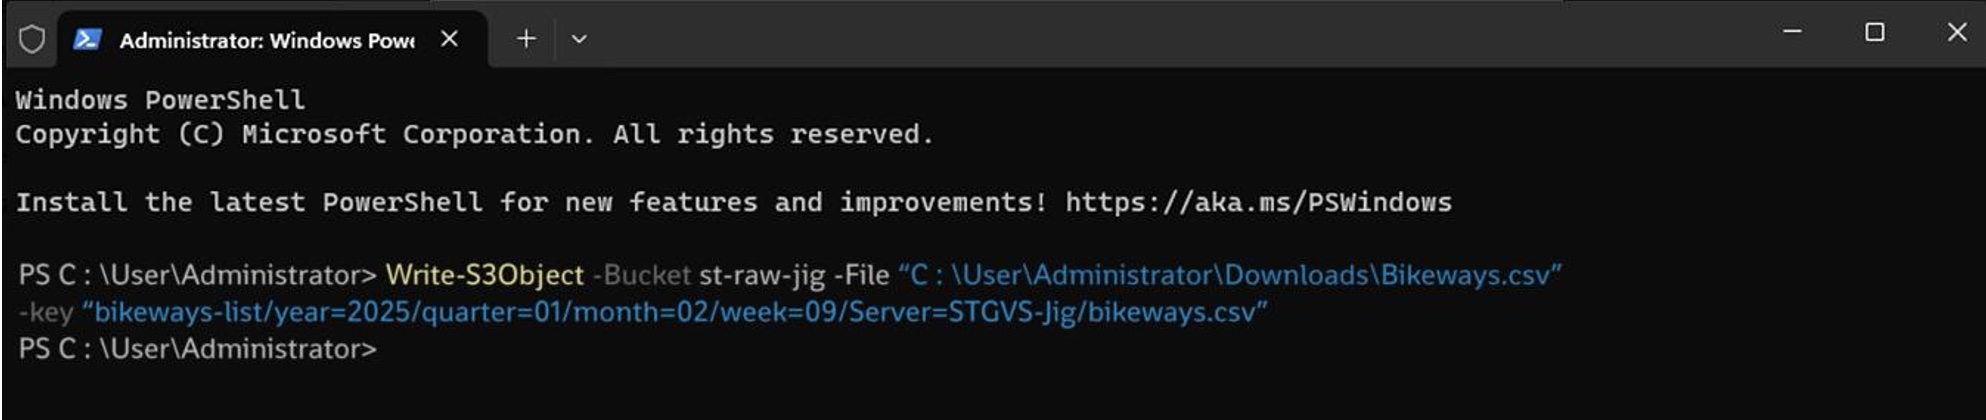 Administrator: Windows Powe
Windows PowerShell
Copyright (C) Microsoft Corporation. All rights reserved.
Install the latest PowerShell for new features and improvements! https://aka.ms/PSWindows
PS C : \User\Administrator> Write-S3Object -Bucket st-raw-jig -File “C : \User\Administrator\Downloads\Bikeways.csv”
-key “bikeways-list/year=2025/quarter=01/month=02/week=09/Server=STGVS-Jig/bikeways.csv”
PS C : \User\Administrator>